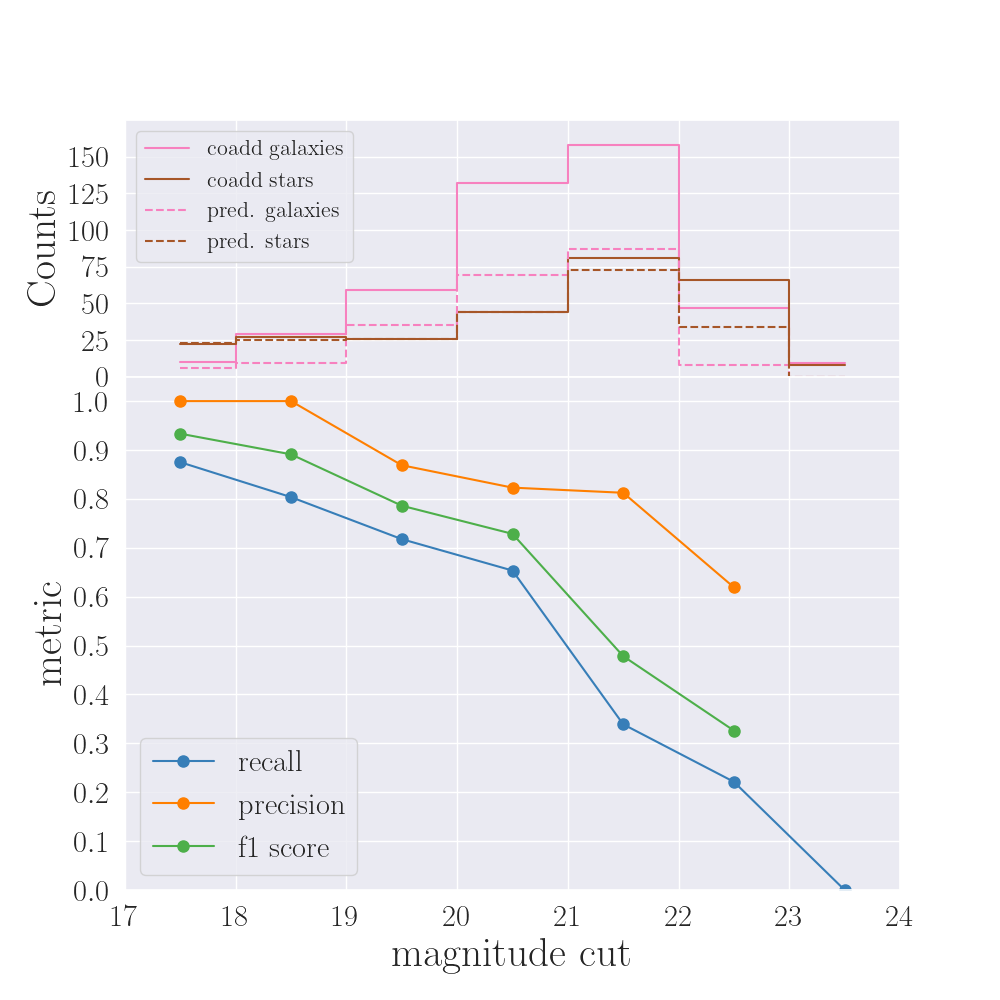 Counts
150
125
100
75
50
25
0
coadd galaxies
coadd stars
pred. galaxies
pred. stars
metric
1.0
0.9
0.8
0.7
0.6
0.5
0.4
0.3
0.2
0.1
0.0
recall
precision
f1 score
17 18 19 20 21 22 23 24
magnitude cut